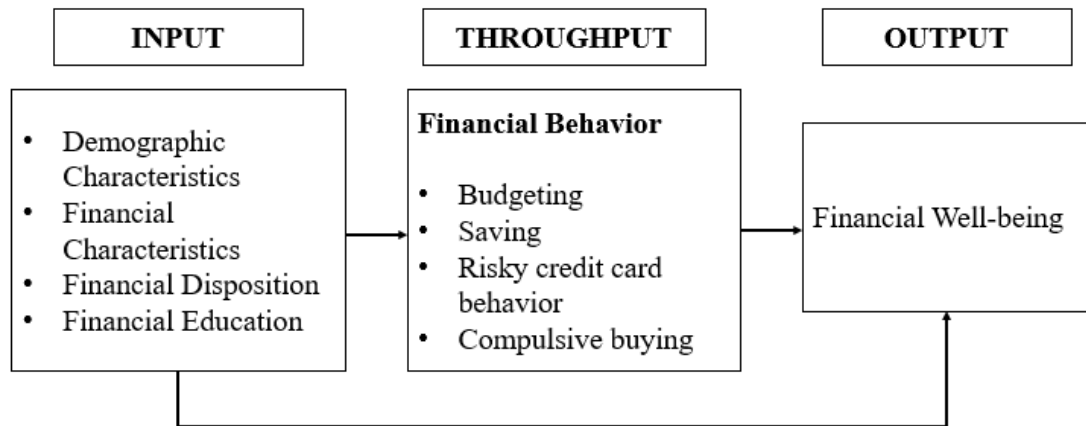 INPUT
THROUGHPUT
OUTPUT
• Demographic
Characteristics
• Financial
Characteristics
• Financial Disposition
• Financial Education
Financial Behavior
• Budgeting
• Saving
• Risky credit card
behavior
• Compulsive buying
Financial Well-being